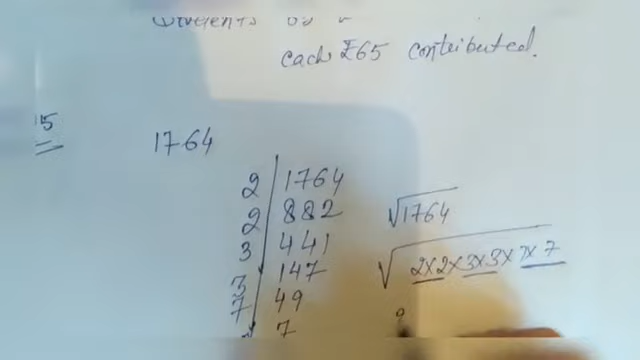 each ₹65 contributed.
15
1764
2 | 1764
2 | 882
3 | 441
3 | 147
7 | 49
7
√1764
√2×2×3×3×7×7